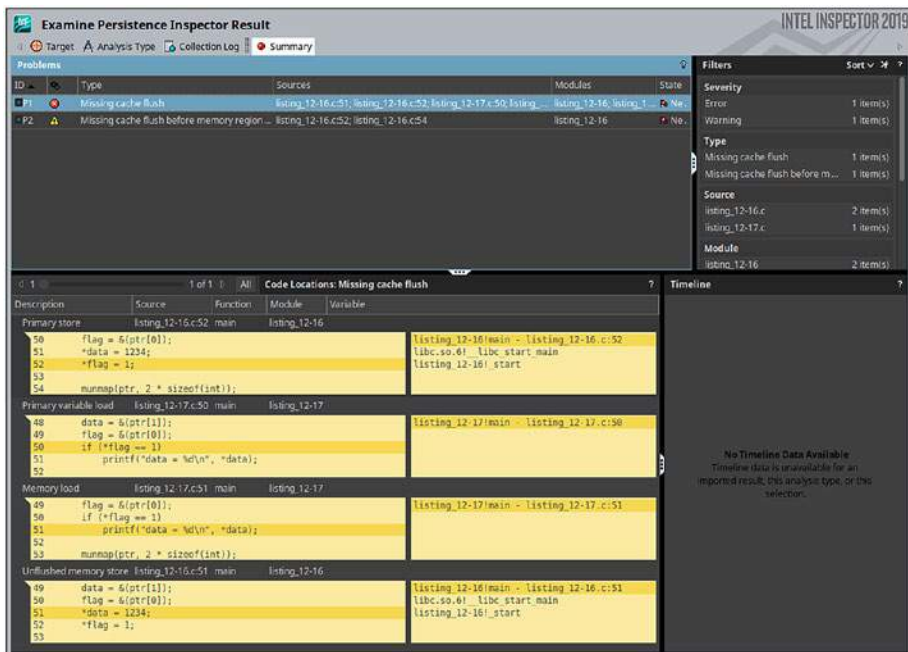 Examine Persistence Inspector Result
INTEL INSPECTOR 2019
Target Analysis Type Collection Log Summary
Problems
Filters Sort ?
ID Type Sources Modules State
P1 Missing cache flush listing_12-16.c:51; listing_12-16.c:52; listing_12-17.c:50; listing_... listing_12-16; listing_1... Ne.
P2 Missing cache flush before memory region ... listing_12-16.c:52; listing_12-16.c:54 listing_12-16 Ne.
Severity
Error 1 item(s)
Warning 1 item(s)
Type
Missing cache flush 1 item(s)
Missing cache flush before m... 1 item(s)
Source
listing_12-16.c 2 item(s)
listing_12-17.c 1 item(s)
Module
listing_12-16 2 item(s)
1 1 of 1 All Code Locations: Missing cache flush ?
Timeline ?
Description Source Function Module Variable
Primary store listing_12-16.c:52 main listing_12-16
50 flag = &(ptr[0]); listing_12-16!main - listing_12-16.c:52
51 *data = 1234; libc.so.6!__libc_start_main
52 *flag = 1; listing_12-16!_start
53
54 munmap(ptr, 2 * sizeof(int));
Primary variable load listing_12-17.c:50 main listing_12-17
48 data = &(ptr[1]); listing_12-17!main - listing_12-17.c:50
49 flag = &(ptr[0]);
50 if (*flag == 1)
51 printf("data = %d\n", *data);
52
Memory load listing_12-17.c:51 main listing_12-17
49 flag = &(ptr[0]); listing_12-17!main - listing_12-17.c:51
50 if (*flag == 1)
51 printf("data = %d\n", *data);
52
53 munmap(ptr, 2 * sizeof(int));
Unflushed memory store listing_12-16.c:51 main listing_12-16
49 data = &(ptr[1]); listing_12-16!main - listing_12-16.c:51
50 flag = &(ptr[0]); libc.so.6!__libc_start_main
51 *data = 1234; listing_12-16!_start
52 *flag = 1;
53
No Timeline Data Available
Timeline data is unavailable for an
imported result, this analysis type, or this
selection.